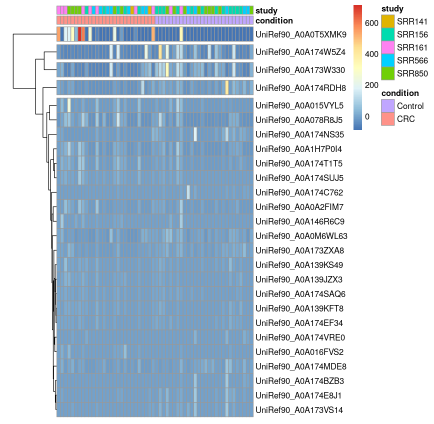 study
condition
UniRef90_A0A0T5XMK9
UniRef90_A0A174W5Z4
UniRef90_A0A173W330
UniRef90_A0A174RDH8
UniRef90_A0A015VYL5
UniRef90_A0A078R8J5
UniRef90_A0A174NS35
UniRef90_A0A1H7P0I4
UniRef90_A0A174T1T5
UniRef90_A0A174SUJ5
UniRef90_A0A174C762
UniRef90_A0A0A2FIM7
UniRef90_A0A146R6C9
UniRef90_A0A0M6WL63
UniRef90_A0A173ZXA8
UniRef90_A0A139KS49
UniRef90_A0A139JZX3
UniRef90_A0A174SAQ6
UniRef90_A0A139KFT8
UniRef90_A0A174EF34
UniRef90_A0A174VRE0
UniRef90_A0A016FVS2
UniRef90_A0A174MDE8
UniRef90_A0A174BZB3
UniRef90_A0A174E8J1
UniRef90_A0A173VS14
600
400
200
0
study
SRR141
SRR156
SRR161
SRR566
SRR850
condition
Control
CRC